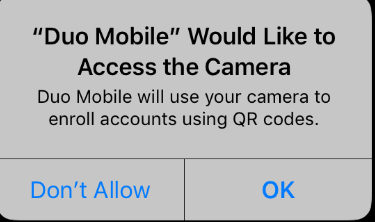 “Duo Mobile” Would Like to
Access the Camera
Duo Mobile will use your camera to
enroll accounts using QR codes.
Don’t Allow
OK